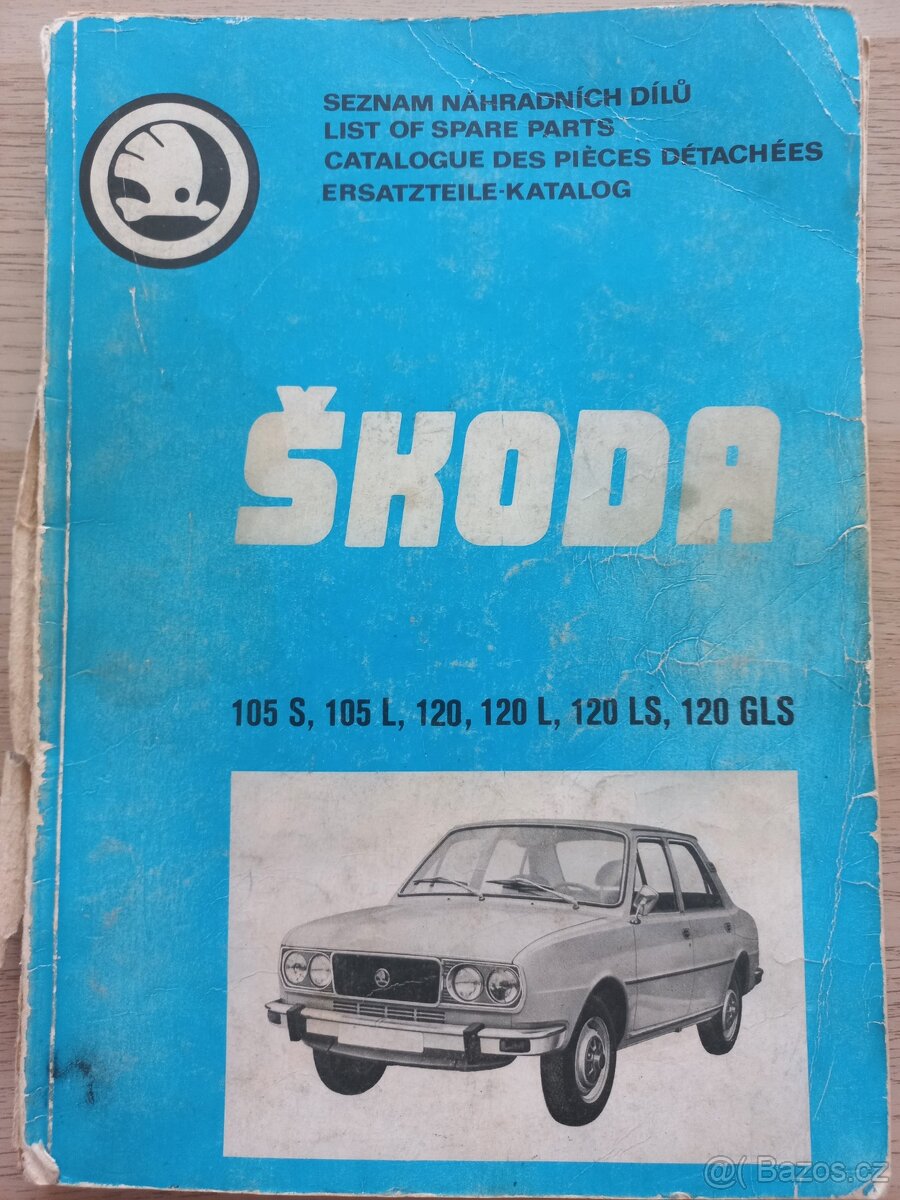 SEZNAM NÁHRADNÍCH DÍLŮ
LIST OF SPARE PARTS
CATALOGUE DES PIÈCES DÉTACHÉES
ERSATZTEILE-KATALOG
ŠKODA
105 S, 105 L, 120, 120 L, 120 LS, 120 GLS
@( Bazos.cz